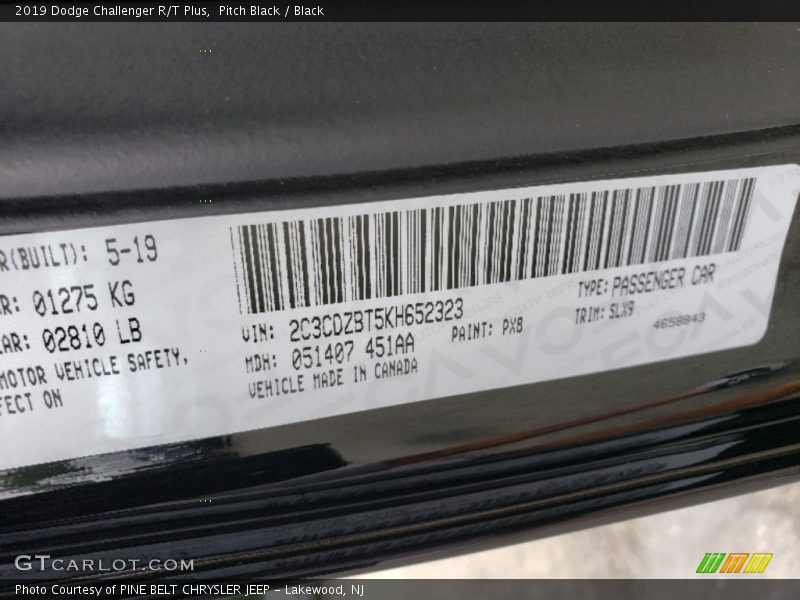 2019 Dodge Challenger R/T Plus,  Pitch Black / Black
R(BUILT): 5-19
R: 01275 KG
AR: 02810 LB
MOTOR VEHICLE SAFETY,
FECT ON
VIN: 2C3CDZBT5KH652323
MDH: 051407 451AA
PAINT: PX8
VEHICLE MADE IN CANADA
TYPE: PASSENGER CAR
TRIM: SLX9
4658843
GTCARLOT.COM
Photo Courtesy of PINE BELT CHRYSLER JEEP - Lakewood, NJ